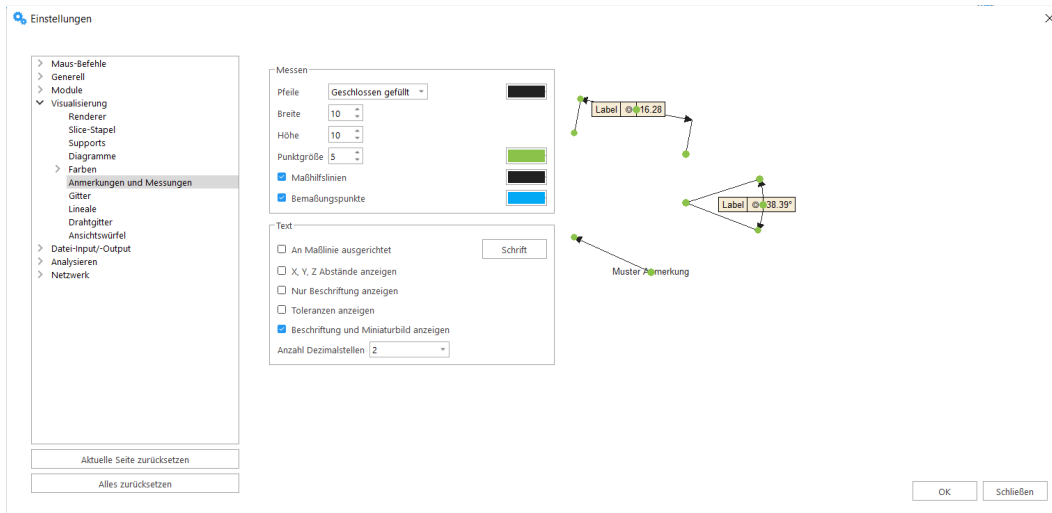 Einstellungen
Maus-Befehle
Generell
Module
Visualisierung
Renderer
Slice-Stapel
Supports
Diagramme
Farben
Anmerkungen und Messungen
Gitter
Lineale
Drahtgitter
Ansichtswürfel
Datei-Input/-Output
Analysieren
Netzwerk
Aktuelle Seite zurücksetzen
Alles zurücksetzen
Messen
Pfeile Geschlossen gefüllt
Breite 10
Höhe 10
Punktgröße 5
Maßhilfslinien
Bemaßungspunkte
Text
An Maßlinie ausgerichtet Schrift
X, Y, Z Abstände anzeigen
Nur Beschriftung anzeigen
Toleranzen anzeigen
Beschriftung und Miniaturbild anzeigen
Anzahl Dezimalstellen 2
Label 16.28
Label 38.39°
Muster Anmerkung
OK Schließen